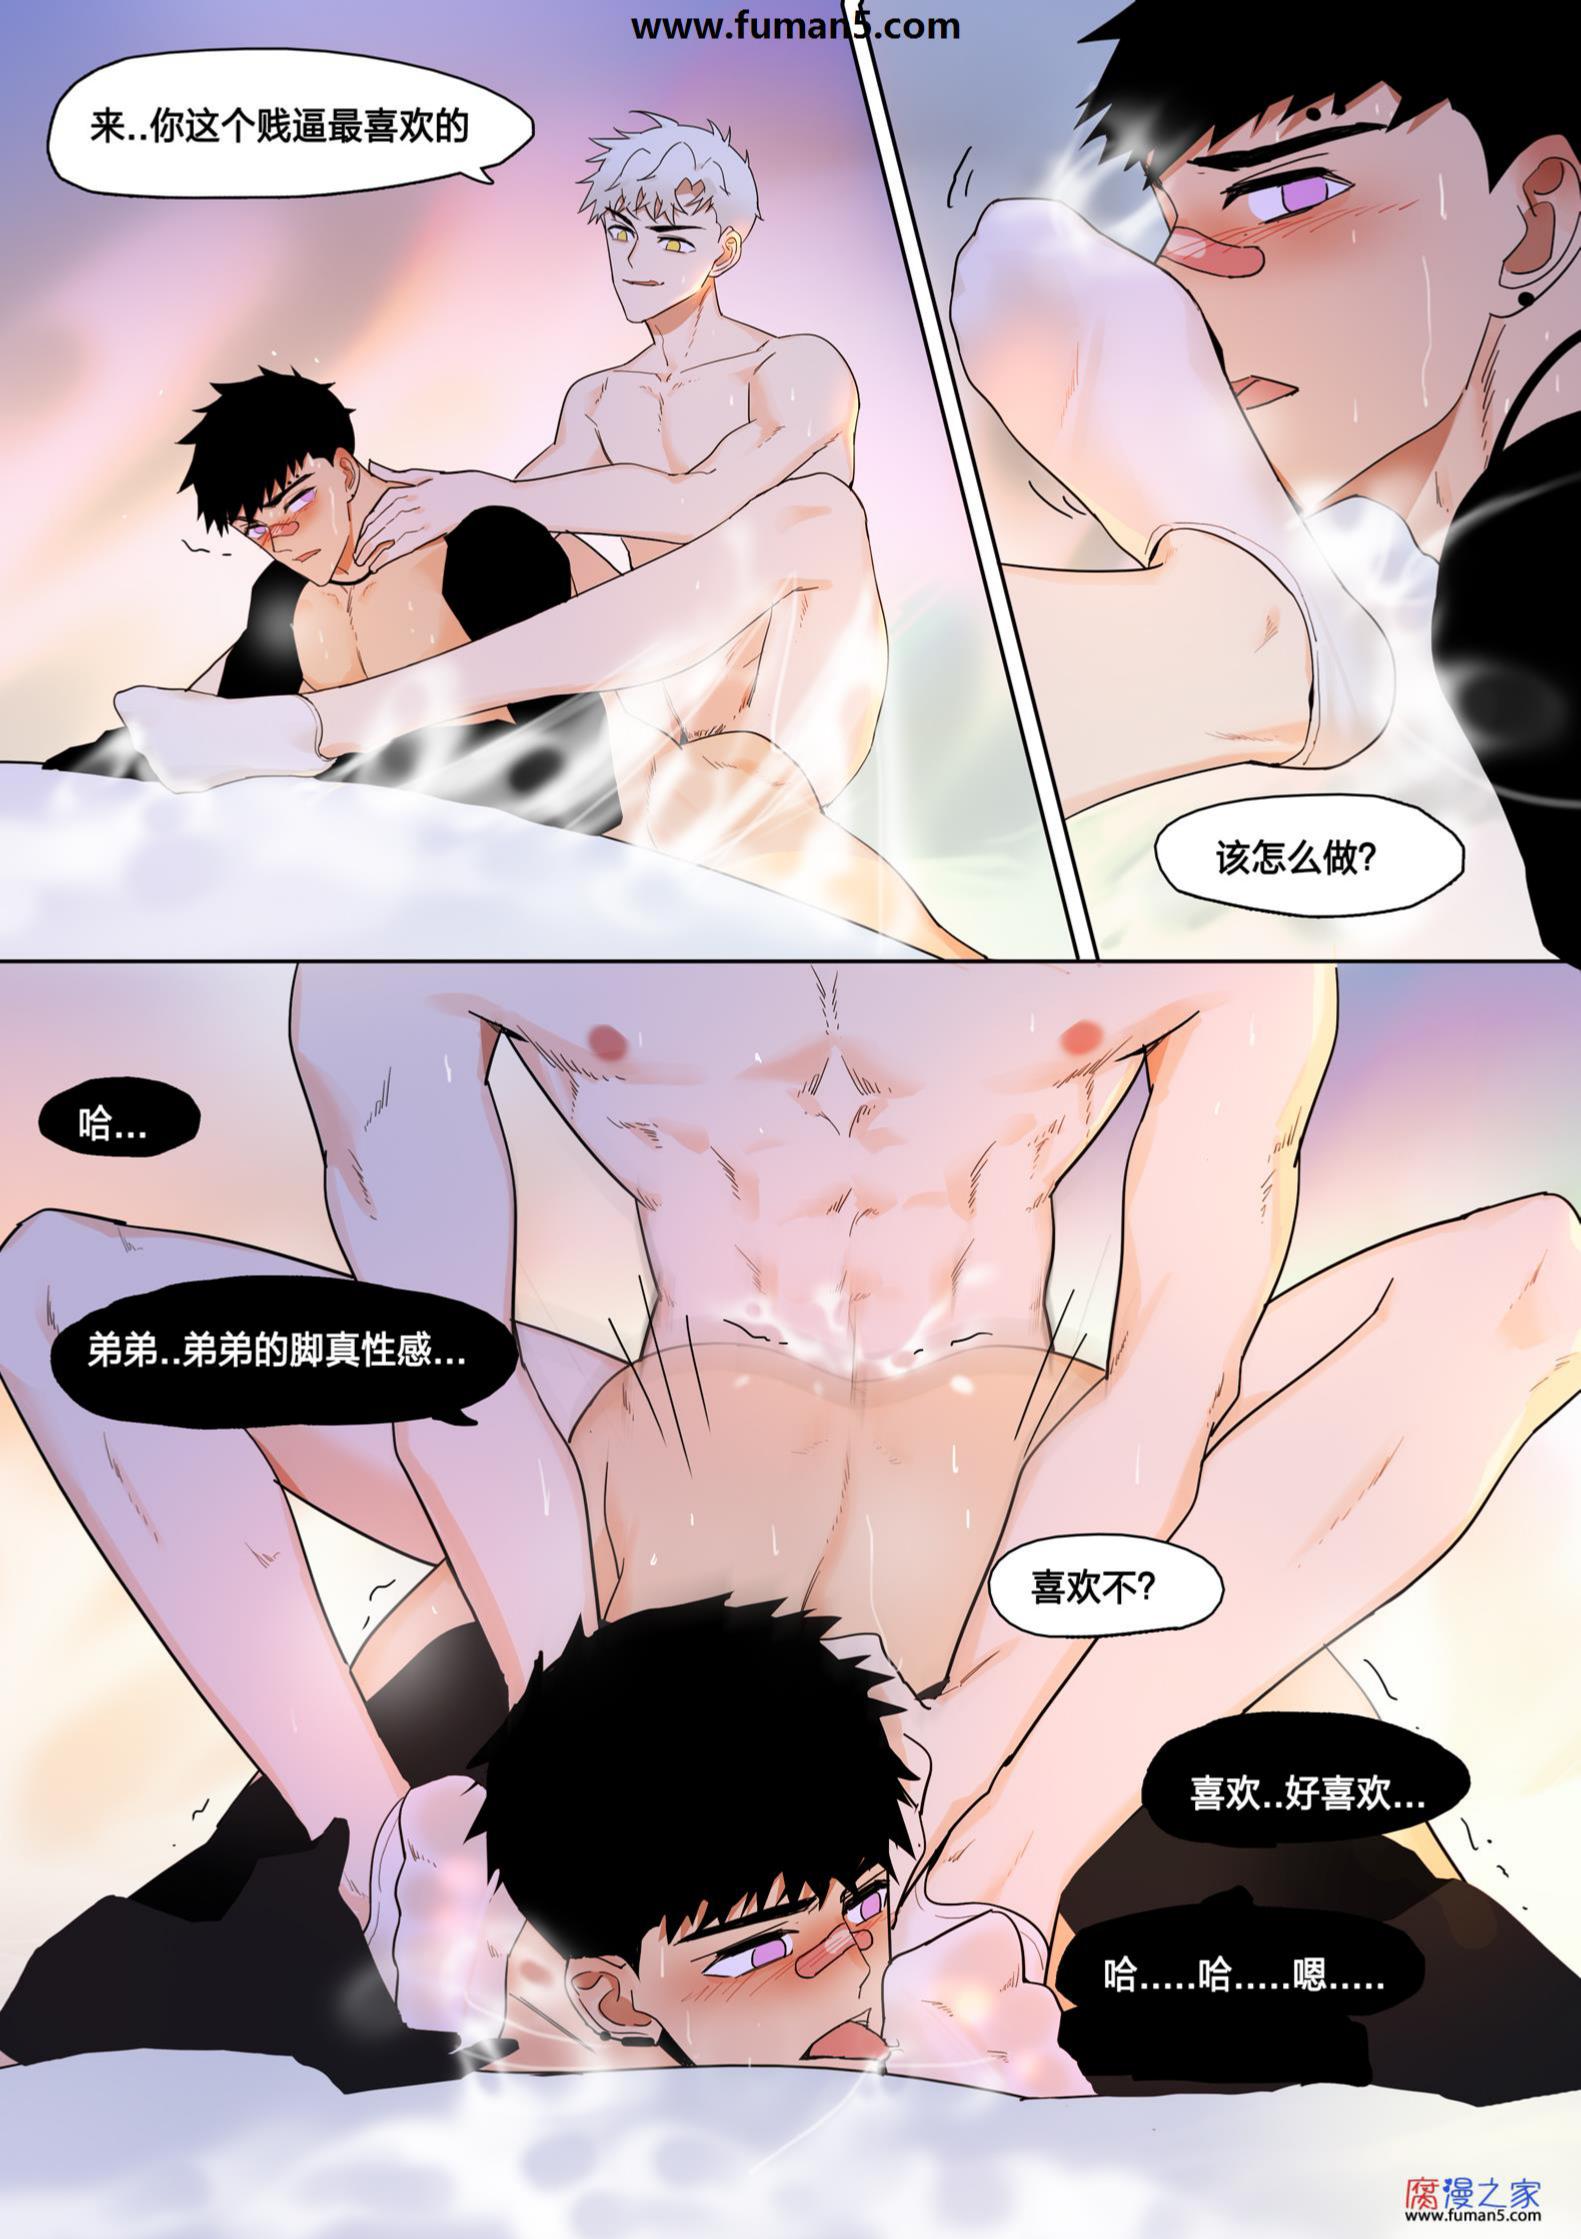 www.fuman5.com
来..你这个贱逼最喜欢的
该怎么做？
哈...
弟弟..弟弟的脚真性感...
喜欢不？
喜欢..好喜欢...
哈.....哈.....嗯.....
腐漫之家
www.fuman5.com